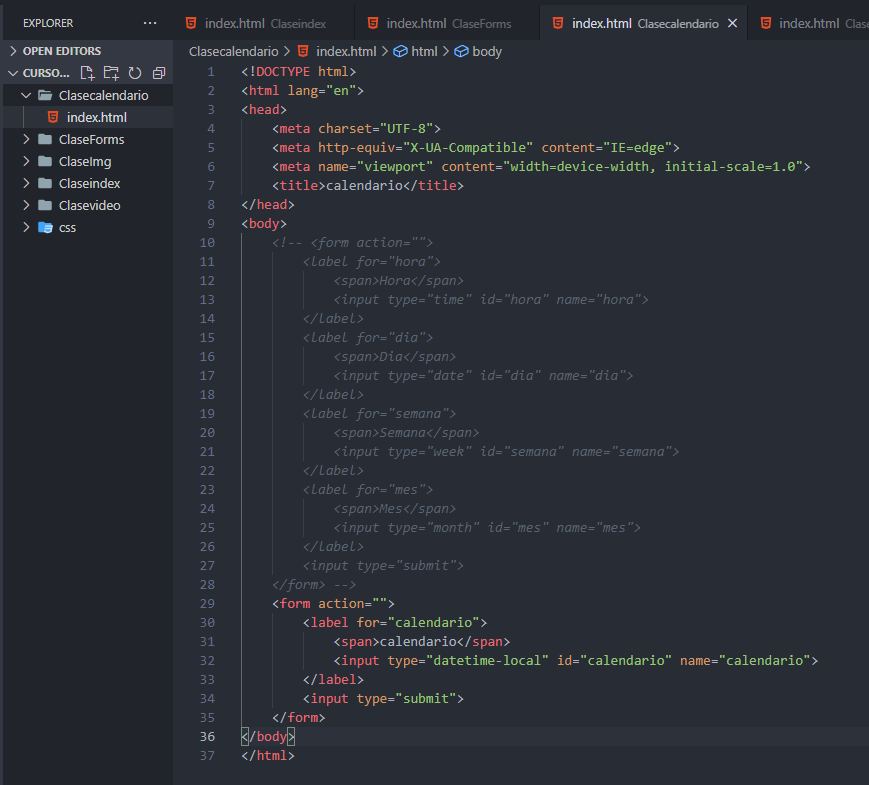 EXPLORER ...
index.html Claseindex
index.html ClaseForms
index.html Clasecalendario
index.html Clase
OPEN EDITORS
CURSO...
Clasecalendario
index.html
ClaseForms
ClaseImg
Claseindex
Clasevideo
css
Clasecalendario > index.html > html > body
1 <!DOCTYPE html>
2 <html lang="en">
3 <head>
4 <meta charset="UTF-8">
5 <meta http-equiv="X-UA-Compatible" content="IE=edge">
6 <meta name="viewport" content="width=device-width, initial-scale=1.0">
7 <title>calendario</title>
8 </head>
9 <body>
10 <!-- <form action="">
11 <label for="hora">
12 <span>Hora</span>
13 <input type="time" id="hora" name="hora">
14 </label>
15 <label for="dia">
16 <span>Dia</span>
17 <input type="date" id="dia" name="dia">
18 </label>
19 <label for="semana">
20 <span>Semana</span>
21 <input type="week" id="semana" name="semana">
22 </label>
23 <label for="mes">
24 <span>Mes</span>
25 <input type="month" id="mes" name="mes">
26 </label>
27 <input type="submit">
28 </form> -->
29 <form action="">
30 <label for="calendario">
31 <span>calendario</span>
32 <input type="datetime-local" id="calendario" name="calendario">
33 </label>
34 <input type="submit">
35 </form>
36 </body>
37 </html>